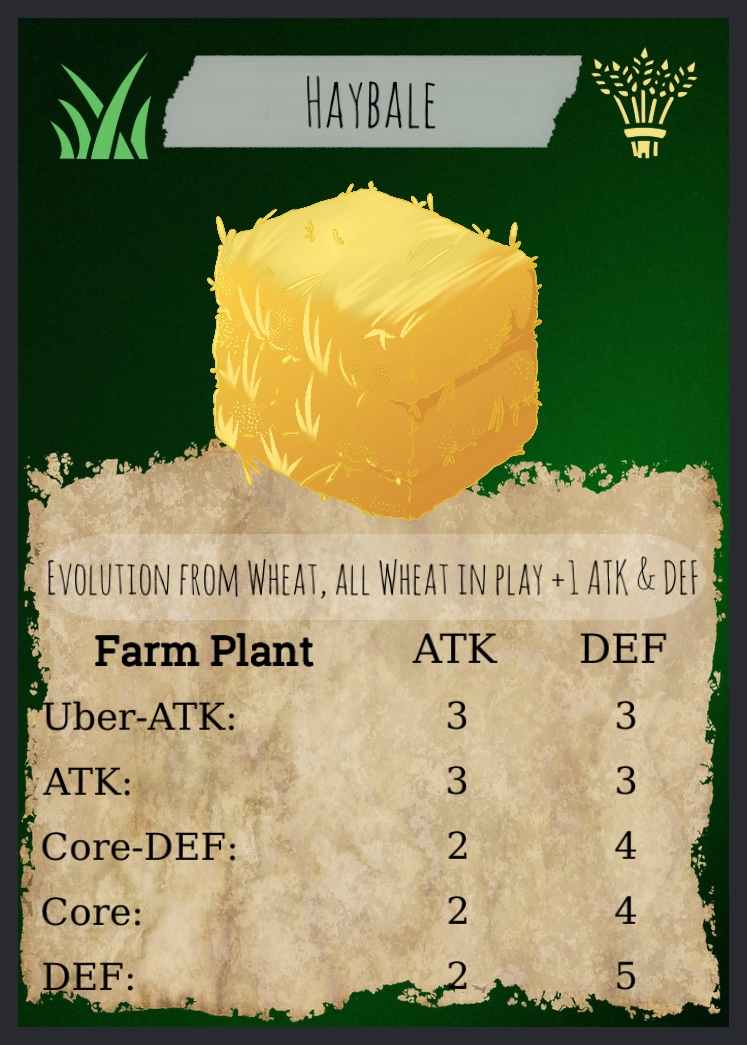 Haybale
Evolution from Wheat, all Wheat in play +1 ATK & DEF
Farm Plant ATK DEF
Uber-ATK: 3 3
ATK: 3 3
Core-DEF: 2 4
Core: 2 4
DEF: 2 5